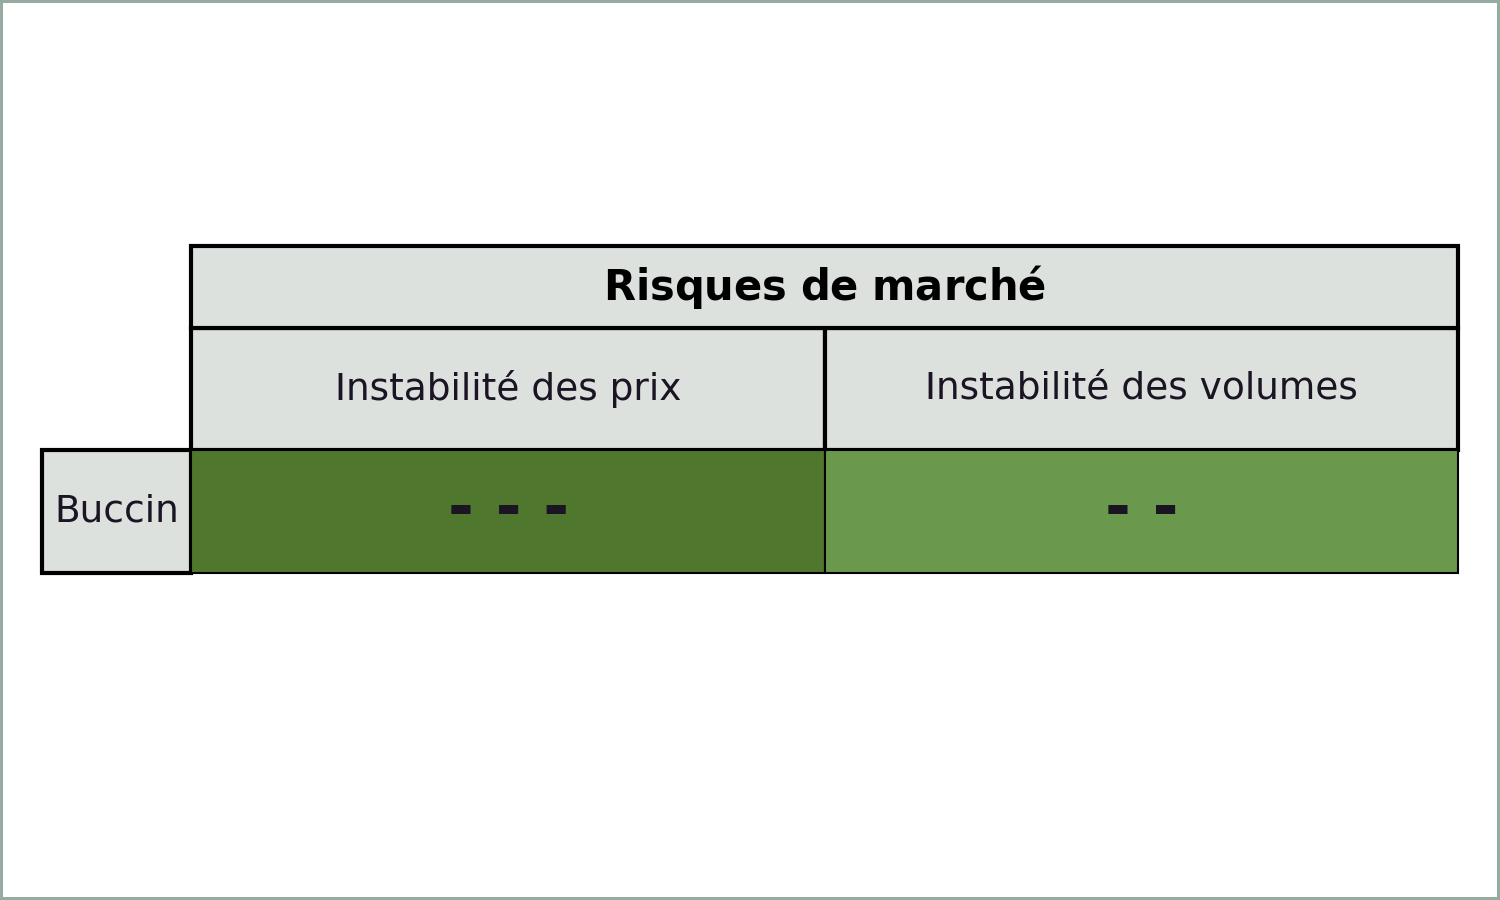 Risques de marché
Instabilité des prix
Instabilité des volumes
Buccin
- - -
- -